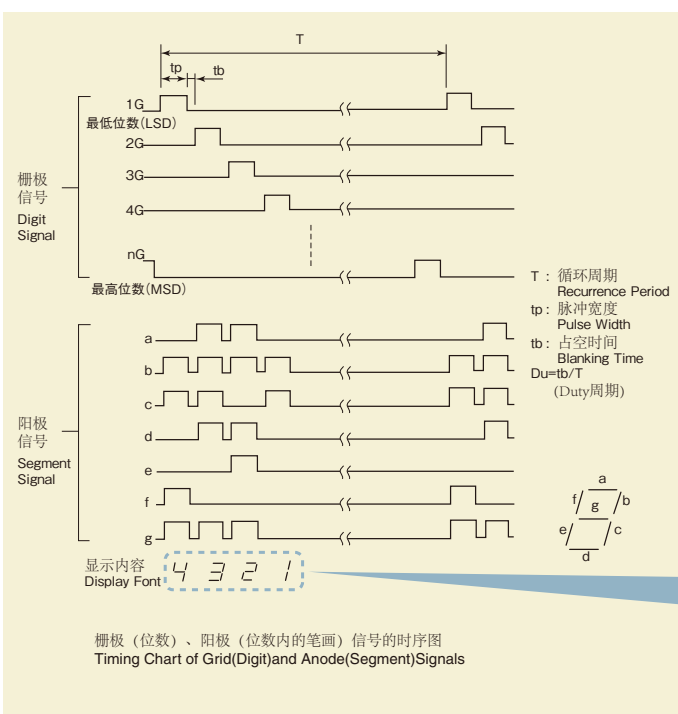 T
tp
tb
1G
最低位数(LSD)
2G
3G
4G
nG
最高位数(MSD)
栅极
信号
Digit
Signal
T : 循环周期
Recurrence Period
tp : 脉冲宽度
Pulse Width
tb : 占空时间
Blanking Time
Du=tb/T
(Duty周期)
a
b
c
d
e
f
g
阳极
信号
Segment
Signal
a
f
g
b
e
c
d
显示内容
Display Font
4 3 2 1
栅极 (位数) 、阳极 (位数内的笔画) 信号的时序图
Timing Chart of Grid(Digit)and Anode(Segment)Signals